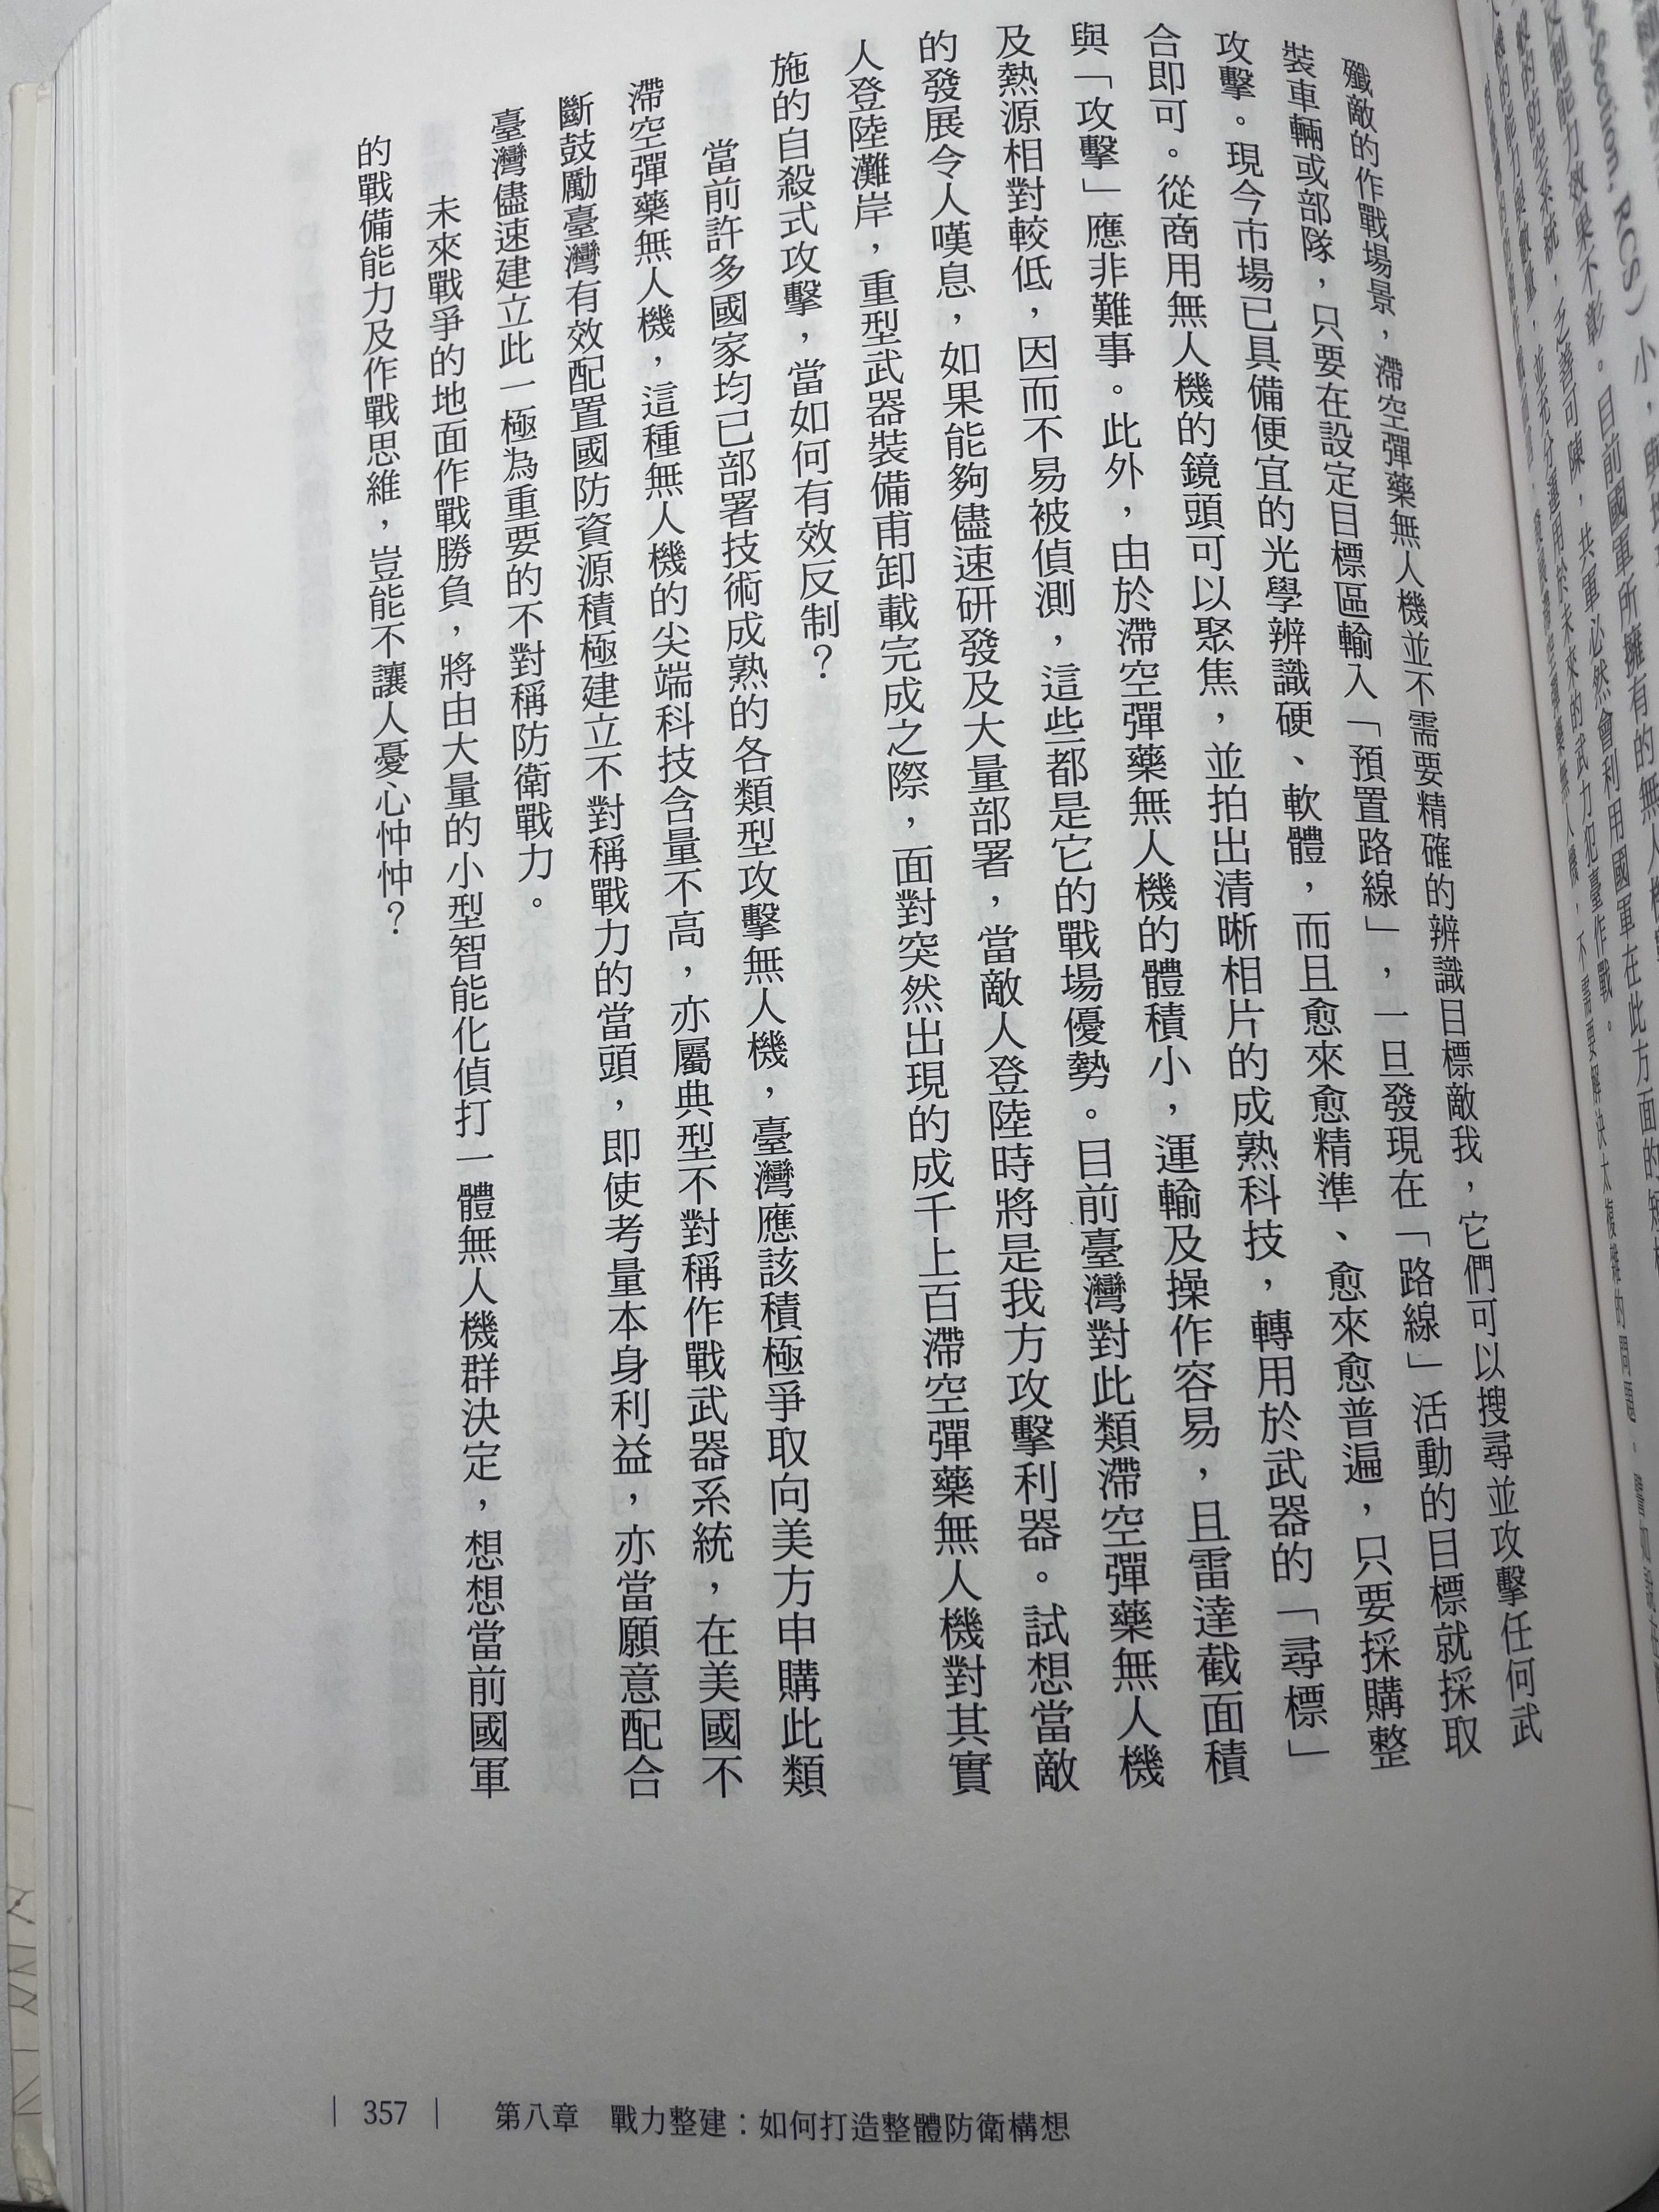 殲敵的作戰場景，滯空彈藥無人機並不需要精確的辨識目標敵我，它們可以搜尋並攻擊任何武
裝車輛或部隊，只要在設定目標區輸入「預置路線」，一旦發現在「路線」活動的目標就採取
攻擊。現今市場已具備便宜的光學辨識硬、軟體，而且愈來愈精準、愈來愈普遍，只要採購整
合即可。從商用無人機的鏡頭可以聚焦，並拍出清晰相片的成熟科技，轉用於武器的「尋標」
與「攻擊」應非難事。此外，由於滯空彈藥無人機的體積小，運輸及操作容易，且雷達截面積
及熱源相對較低，因而不易被偵測，這些都是它的戰場優勢。目前臺灣對此類滯空彈藥無人機
的發展令人嘆息，如果能夠儘速研發及大量部署，當敵人登陸時將是我方攻擊利器。試想當敵
人登陸灘岸，重型武器裝備甫卸載完成之際，面對突然出現的成千上百滯空彈藥無人機對其實
施的自殺式攻擊，當如何有效反制？
當前許多國家均已部署技術成熟的各類型攻擊無人機，臺灣應該積極爭取向美方申購此類
滯空彈藥無人機，這種無人機的尖端科技含量不高，亦屬典型不對稱作戰武器系統，在美國不
斷鼓勵臺灣有效配置國防資源積極建立不對稱戰力的當頭，即使考量本身利益，亦當願意配合
臺灣儘速建立此一極為重要的不對稱防衛戰力。
未來戰爭的地面作戰勝負，將由大量的小型智能化偵打一體無人機群決定，想想當前國軍
的戰備能力及作戰思維，豈能不讓人憂心忡忡？
357 第八章 戰力整建：如何打造整體防衛構想